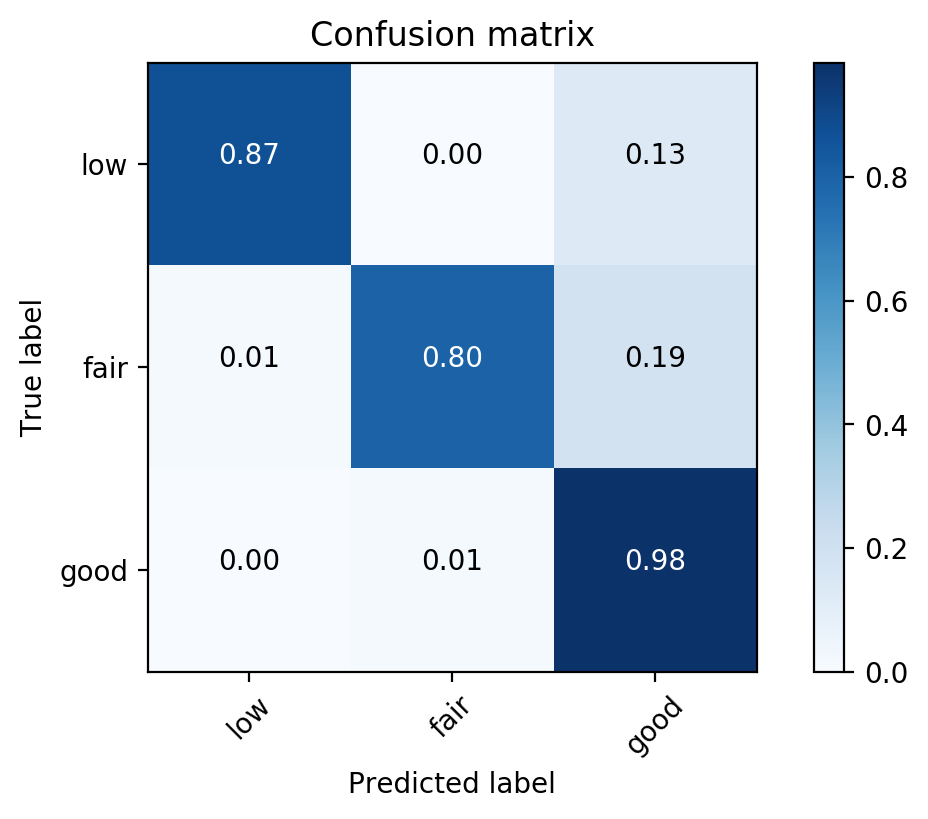 Confusion matrix
low 0.87 0.00 0.13
fair 0.01 0.80 0.19
good 0.00 0.01 0.98
low fair good
Predicted label
True label
0.8
0.6
0.4
0.2
0.0